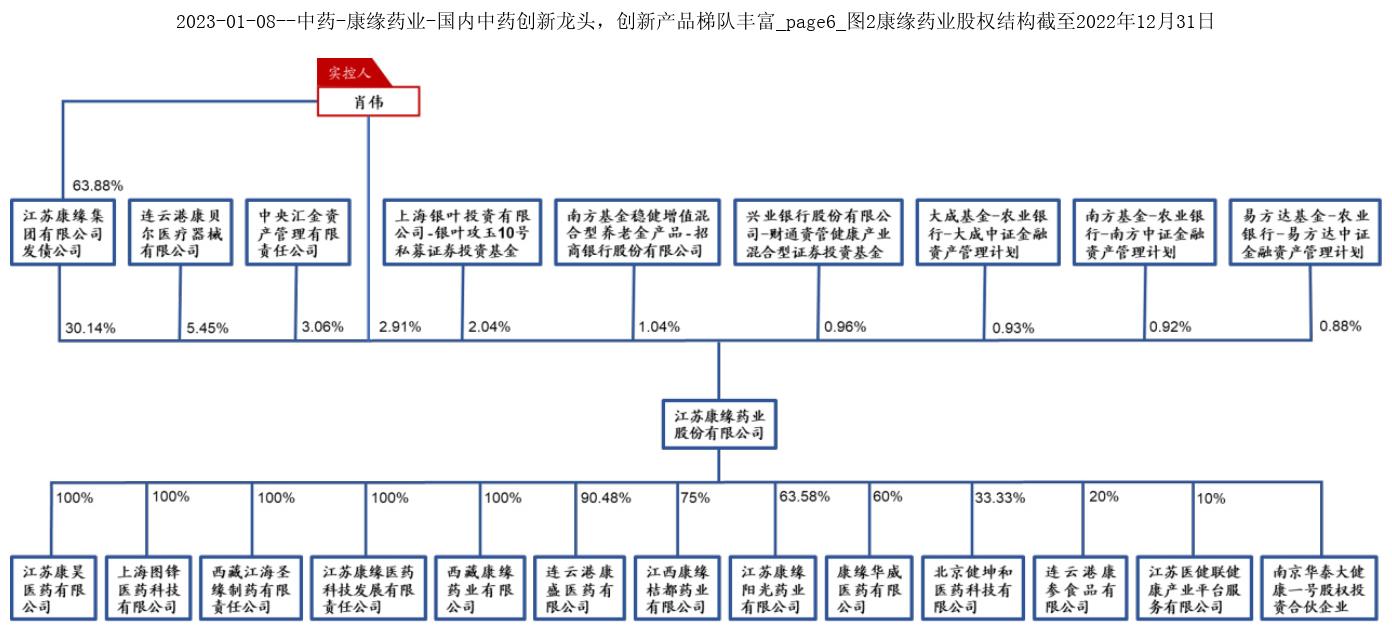 2023-01-08--中药-康缘药业-国内中药创新龙头，创新产品梯队丰富_page6_图2康缘药业股权结构截至2022年12月31日
实控人
肖伟
63.88%
江苏康缘集
团有限公司
发债公司
连云港康贝
尔医疗器械
有限公司
中央汇金资
产管理有限
责任公司
上海银叶投资有限
公司-银叶攻玉10号
私募证券投资基金
南方基金稳健增值混
合型养老金产品-招
商银行股份有限公司
兴业银行股份有限公
司-财通资管健康产业
混合型证券投资基金
大成基金-农业银
行-大成中证金融
资产管理计划
南方基金-农业银
行-南方中证金融
资产管理计划
易方达基金-农业
银行-易方达中证
金融资产管理计划
30.14%
5.45%
3.06%
2.91%
2.04%
1.04%
0.96%
0.93%
0.92%
0.88%
江苏康缘药业
股份有限公司
100%
100%
100%
100%
100%
90.48%
75%
63.58%
60%
33.33%
20%
10%
江苏康昊
医药有限
公司
上海图锋
医药科技
有限公司
西藏江海圣
缘制药有限
责任公司
江苏康缘医药
科技发展有限
责任公司
西藏康缘
药业有限
公司
连云港康
盛医药有
限公司
江西康缘
桔都药业
有限公司
江苏康缘
阳光药业
有限公司
康缘华威
医药有限
公司
北京健坤和
医药科技有
限公司
连云港康
参食品有
限公司
江苏医健联健
康产业平台服
务有限公司
南京华泰大健
康一号股权投
资合伙企业